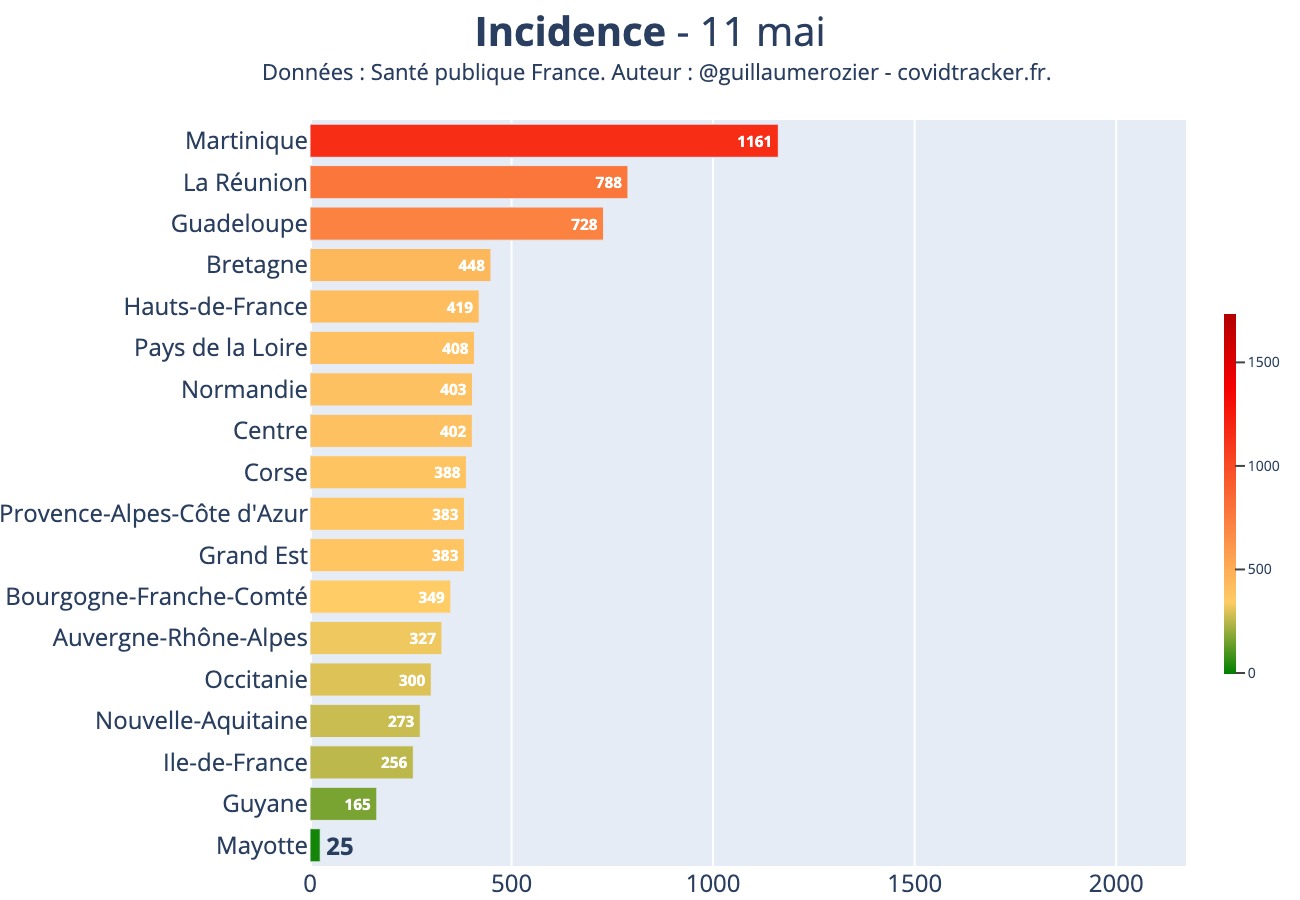 Incidence - 11 mai
Données : Santé publique France. Auteur : @guillaumerozier - covidtracker.fr.
Martinique 1161
La Réunion 788
Guadeloupe 728
Bretagne 448
Hauts-de-France 419
Pays de la Loire 408
Normandie 403
Centre 402
Corse 388
Provence-Alpes-Côte d'Azur 383
Grand Est 383
Bourgogne-Franche-Comté 349
Auvergne-Rhône-Alpes 327
Occitanie 300
Nouvelle-Aquitaine 273
Ile-de-France 256
Guyane 165
Mayotte 25
0 500 1000 1500 2000
1500
1000
500
0